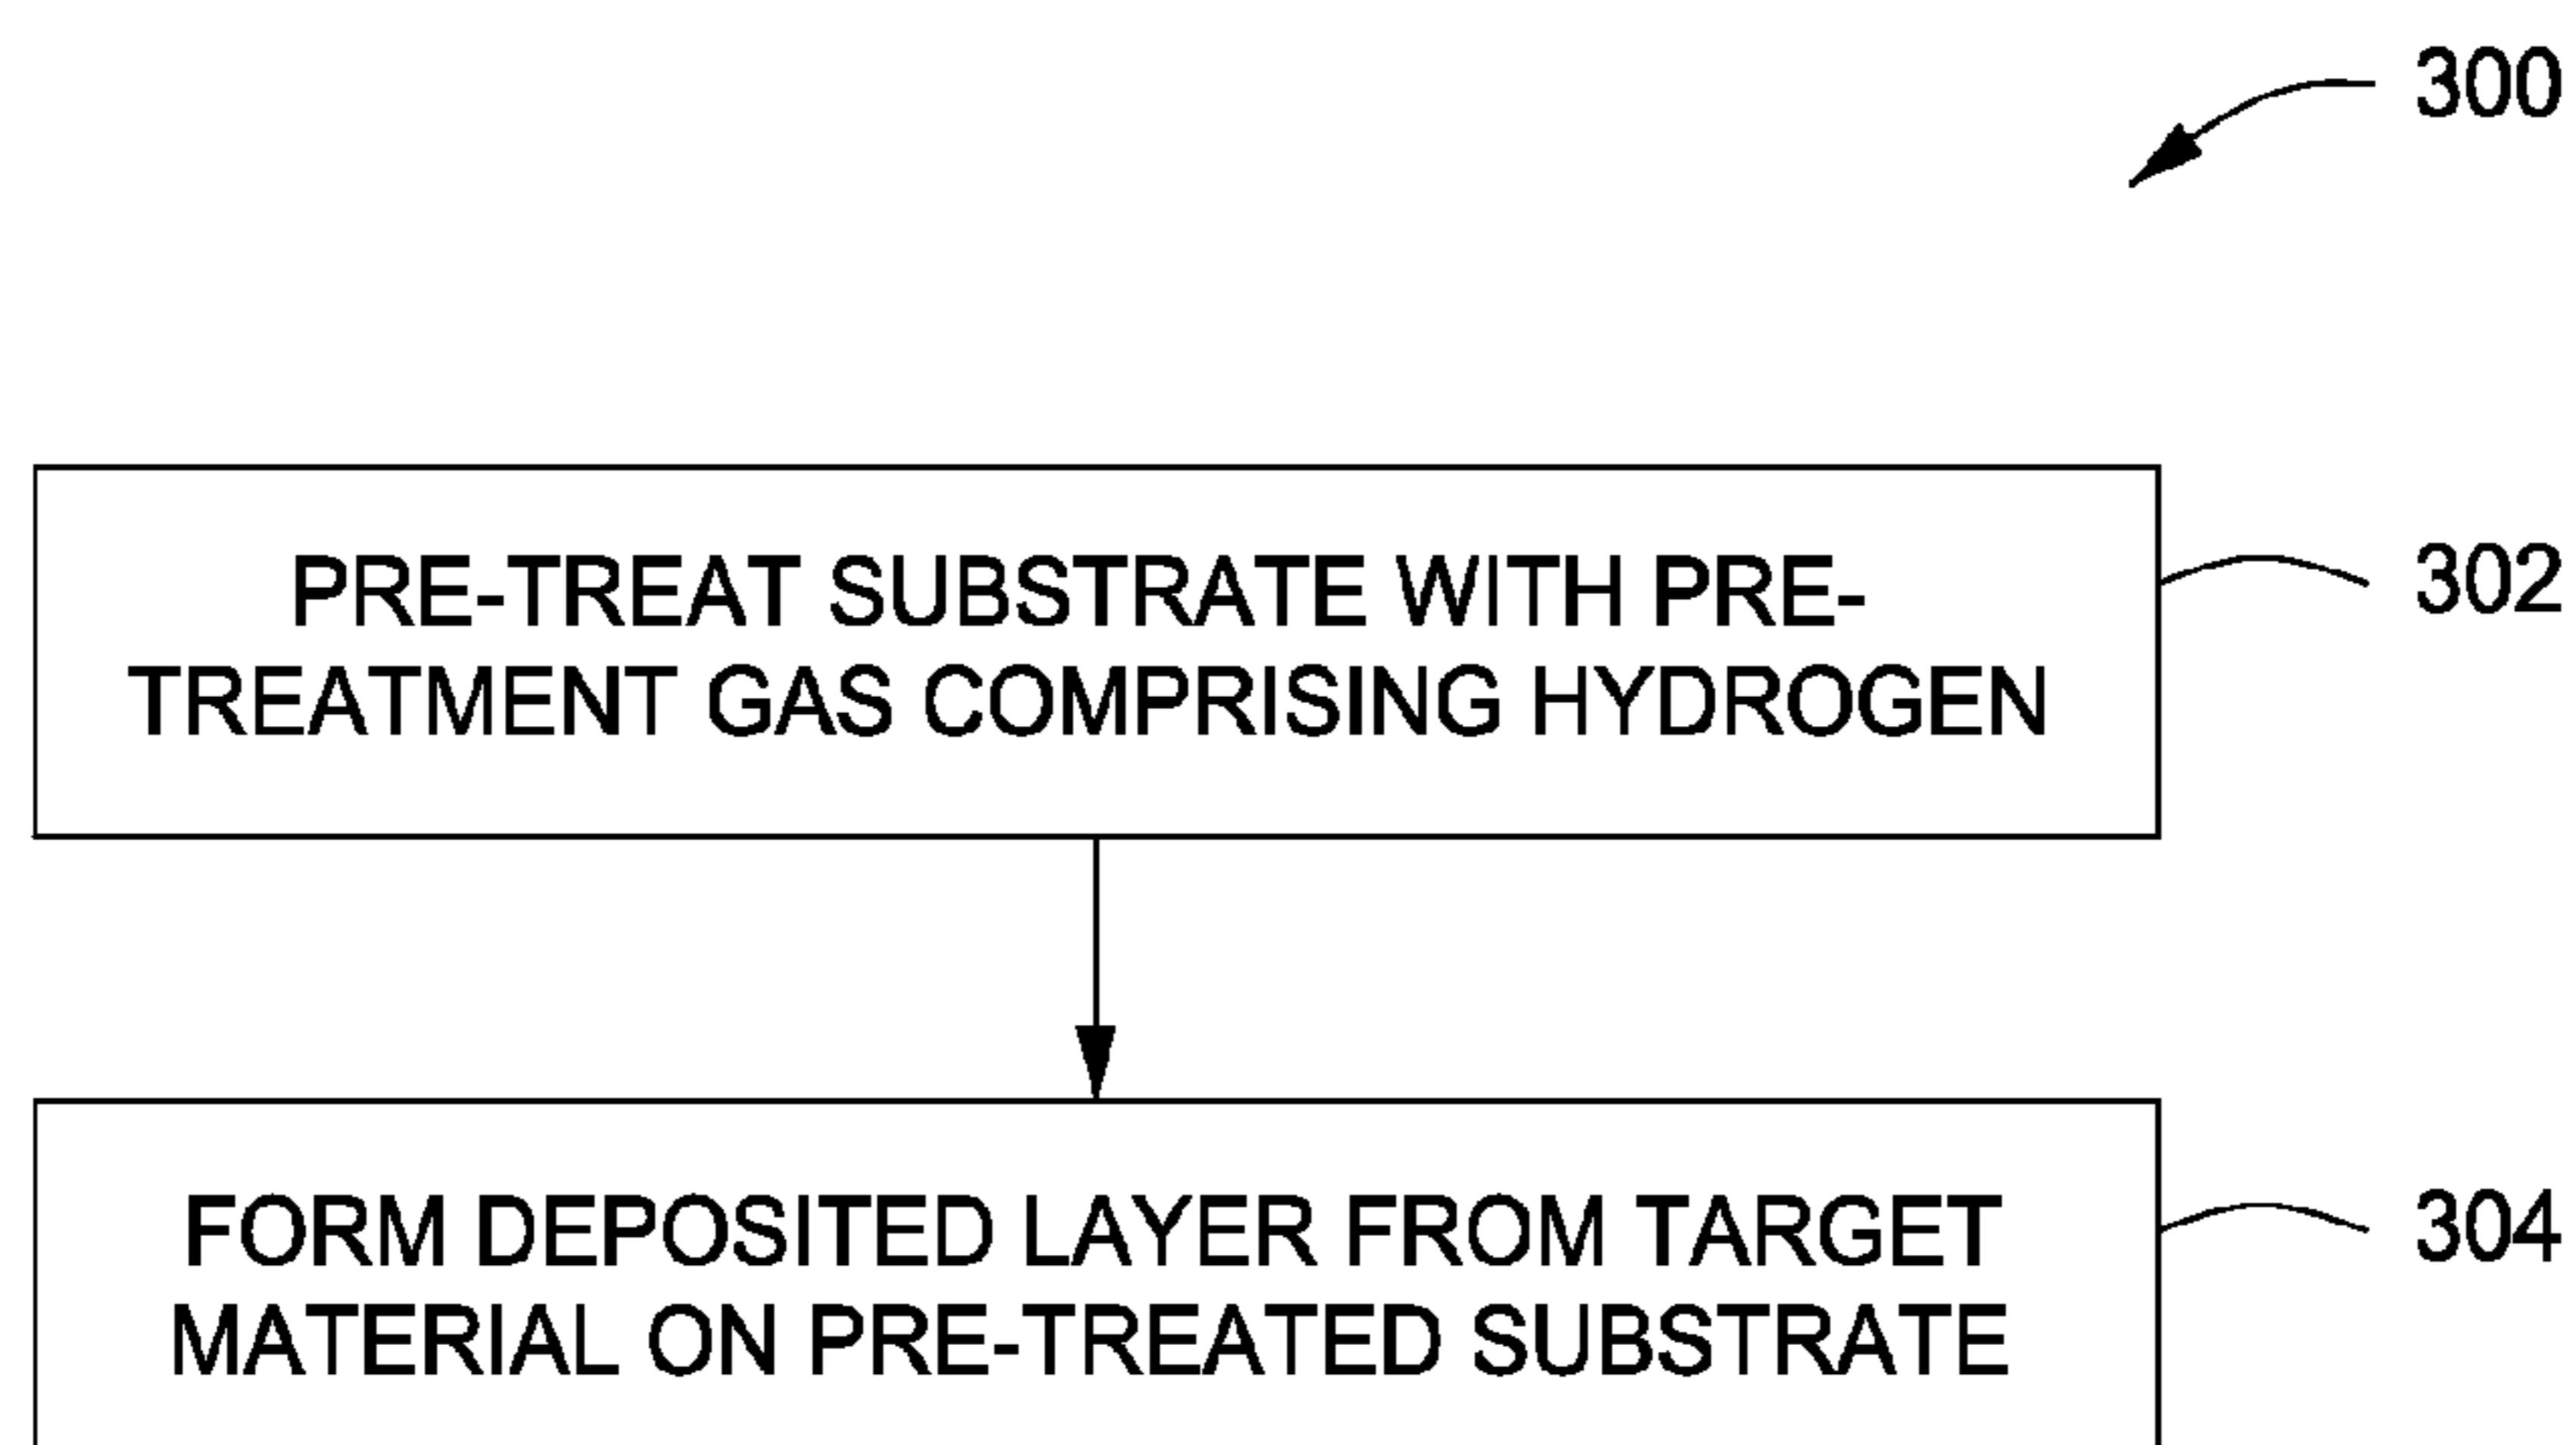 300
PRE-TREAT SUBSTRATE WITH PRE-
TREATMENT GAS COMPRISING HYDROGEN
302
FORM DEPOSITED LAYER FROM TARGET
MATERIAL ON PRE-TREATED SUBSTRATE
304